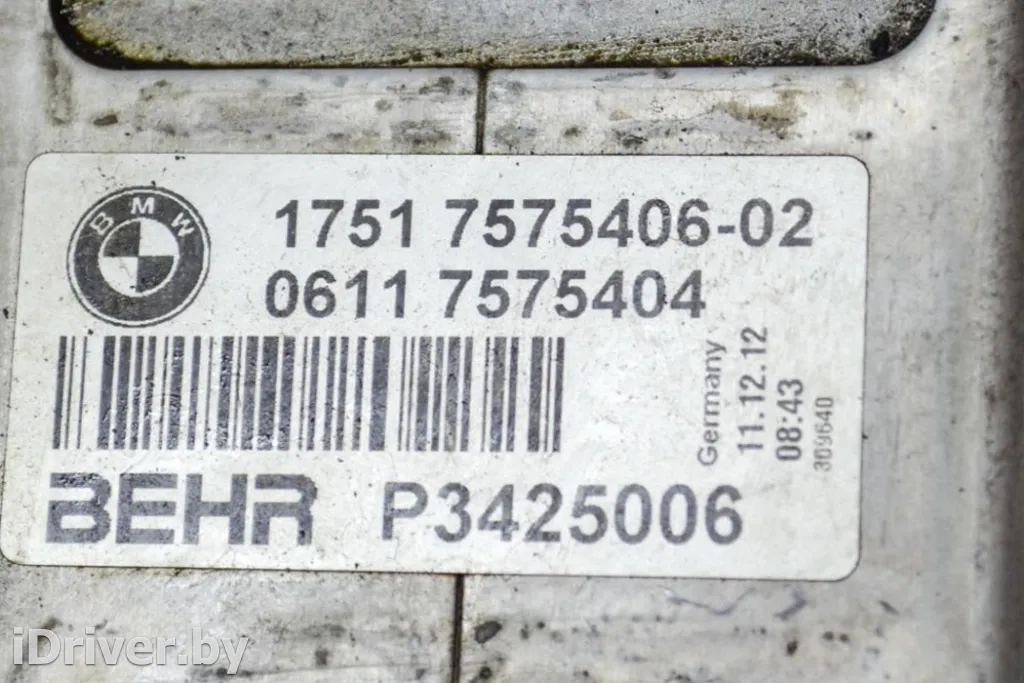 BMW
1751 7575406-02
0611 7575404
Germany
11.12.12
08:43
309640
BEHR P3425006
iDriver.by